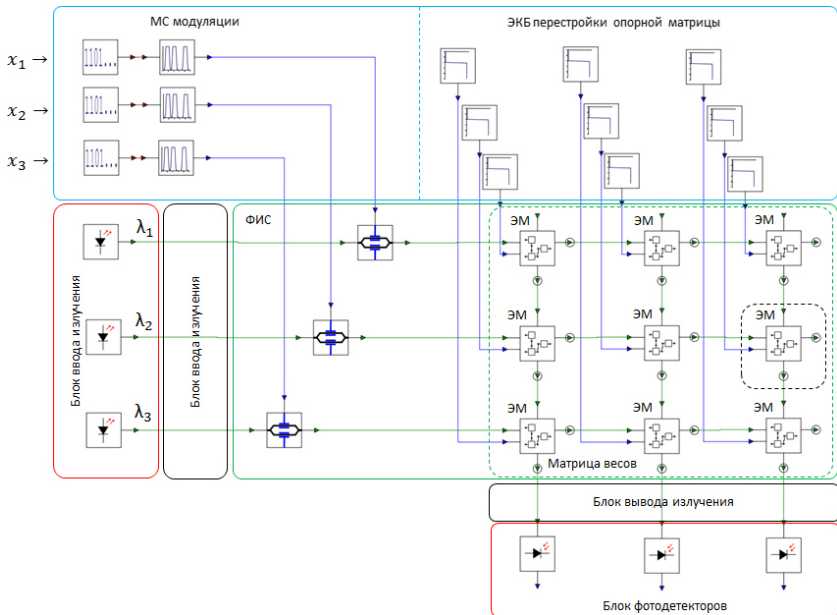 МС модуляции
ЭКБ перестройки опорной матрицы
x₁ →
x₂ →
x₃ →
ФИС
ЭМ ЭМ ЭМ
λ₁
λ₂
λ₃
Блок ввода излучения
Блок ввода излучения
ЭМ ЭМ ЭМ
ЭМ ЭМ ЭМ
Матрица весов
Блок вывода излучения
Блок фотодетекторов